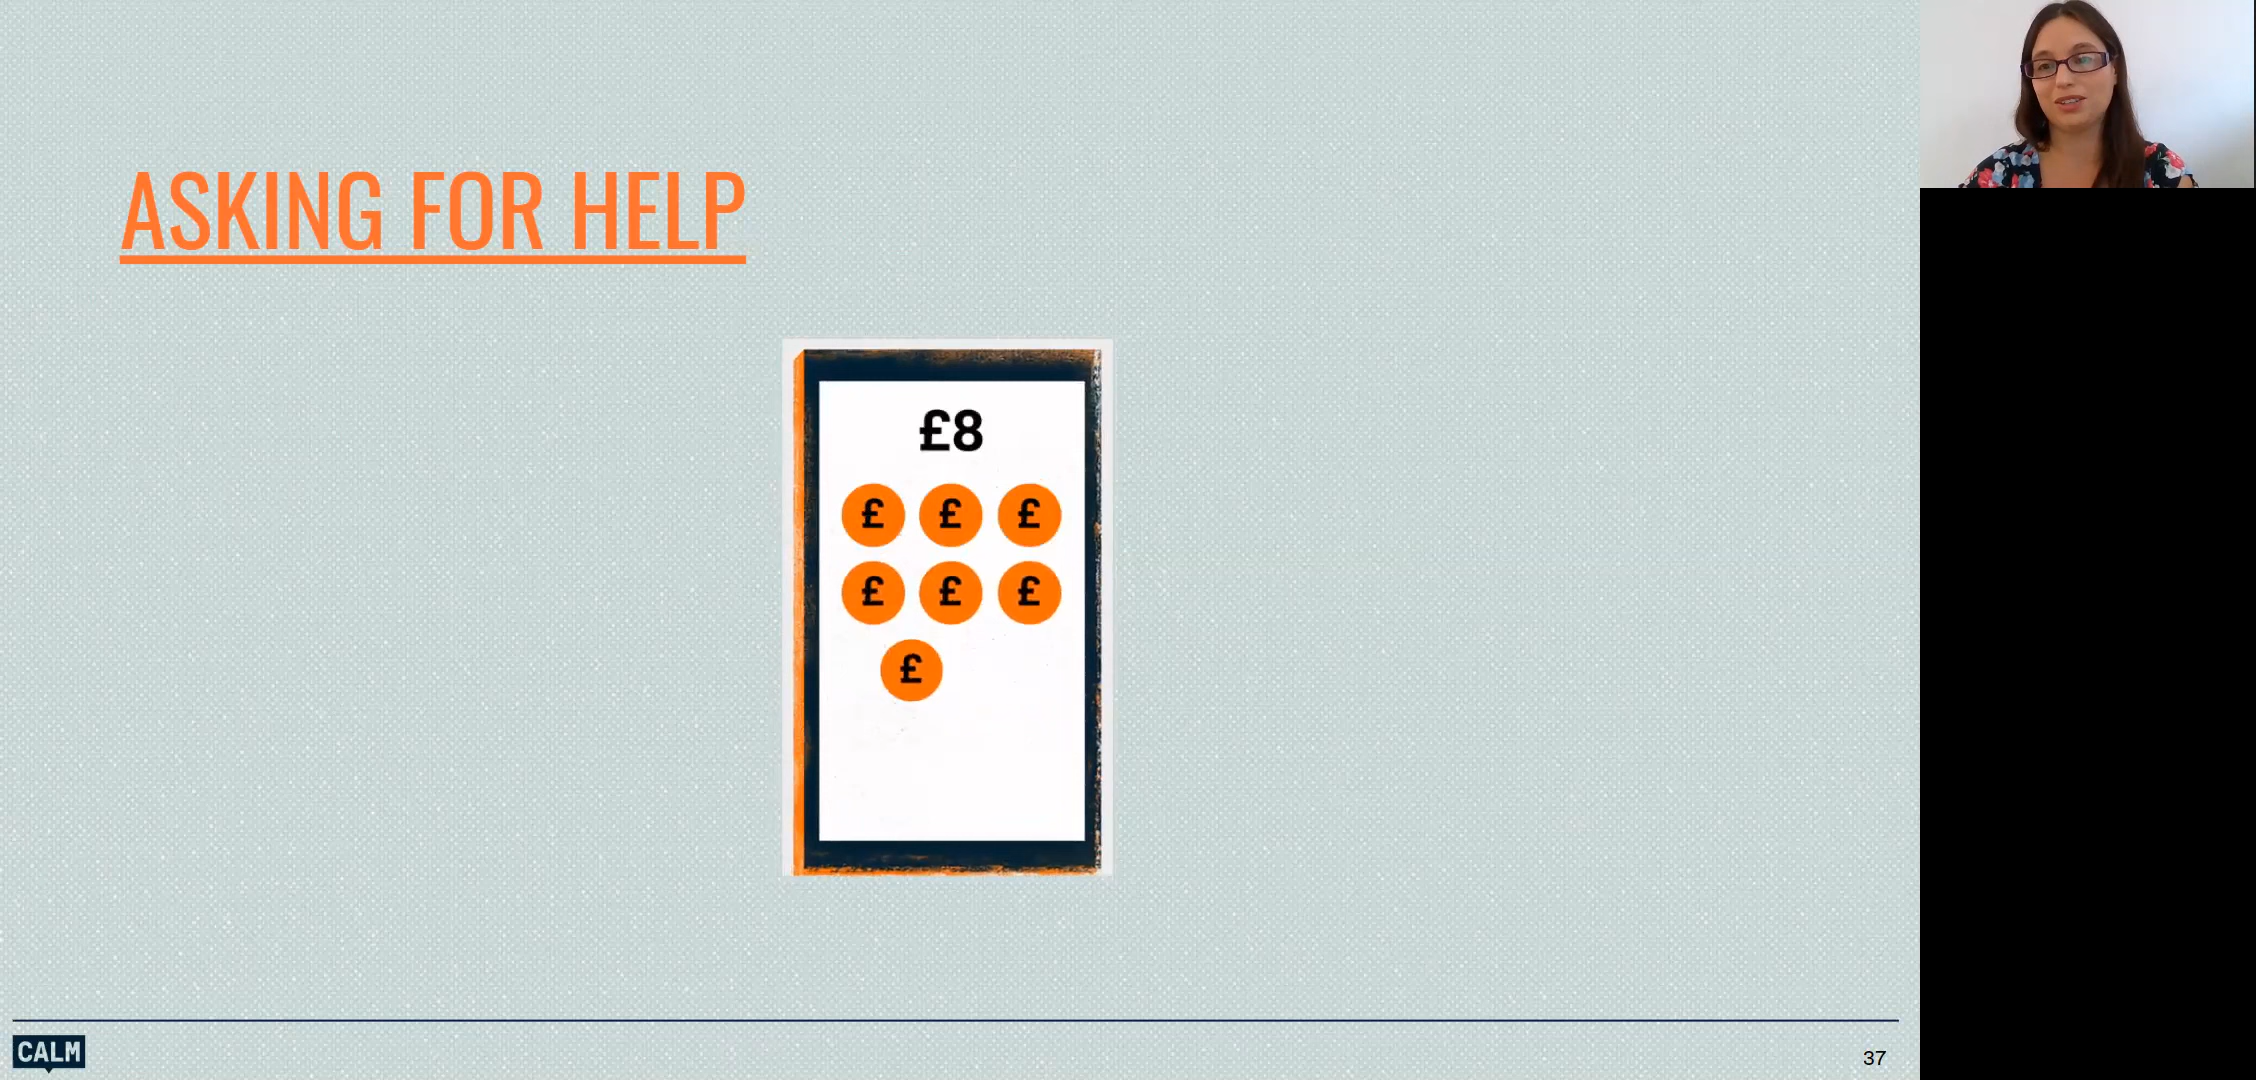 ASKING FOR HELP
£8
£ £ £
£ £ £
£
CALM
37